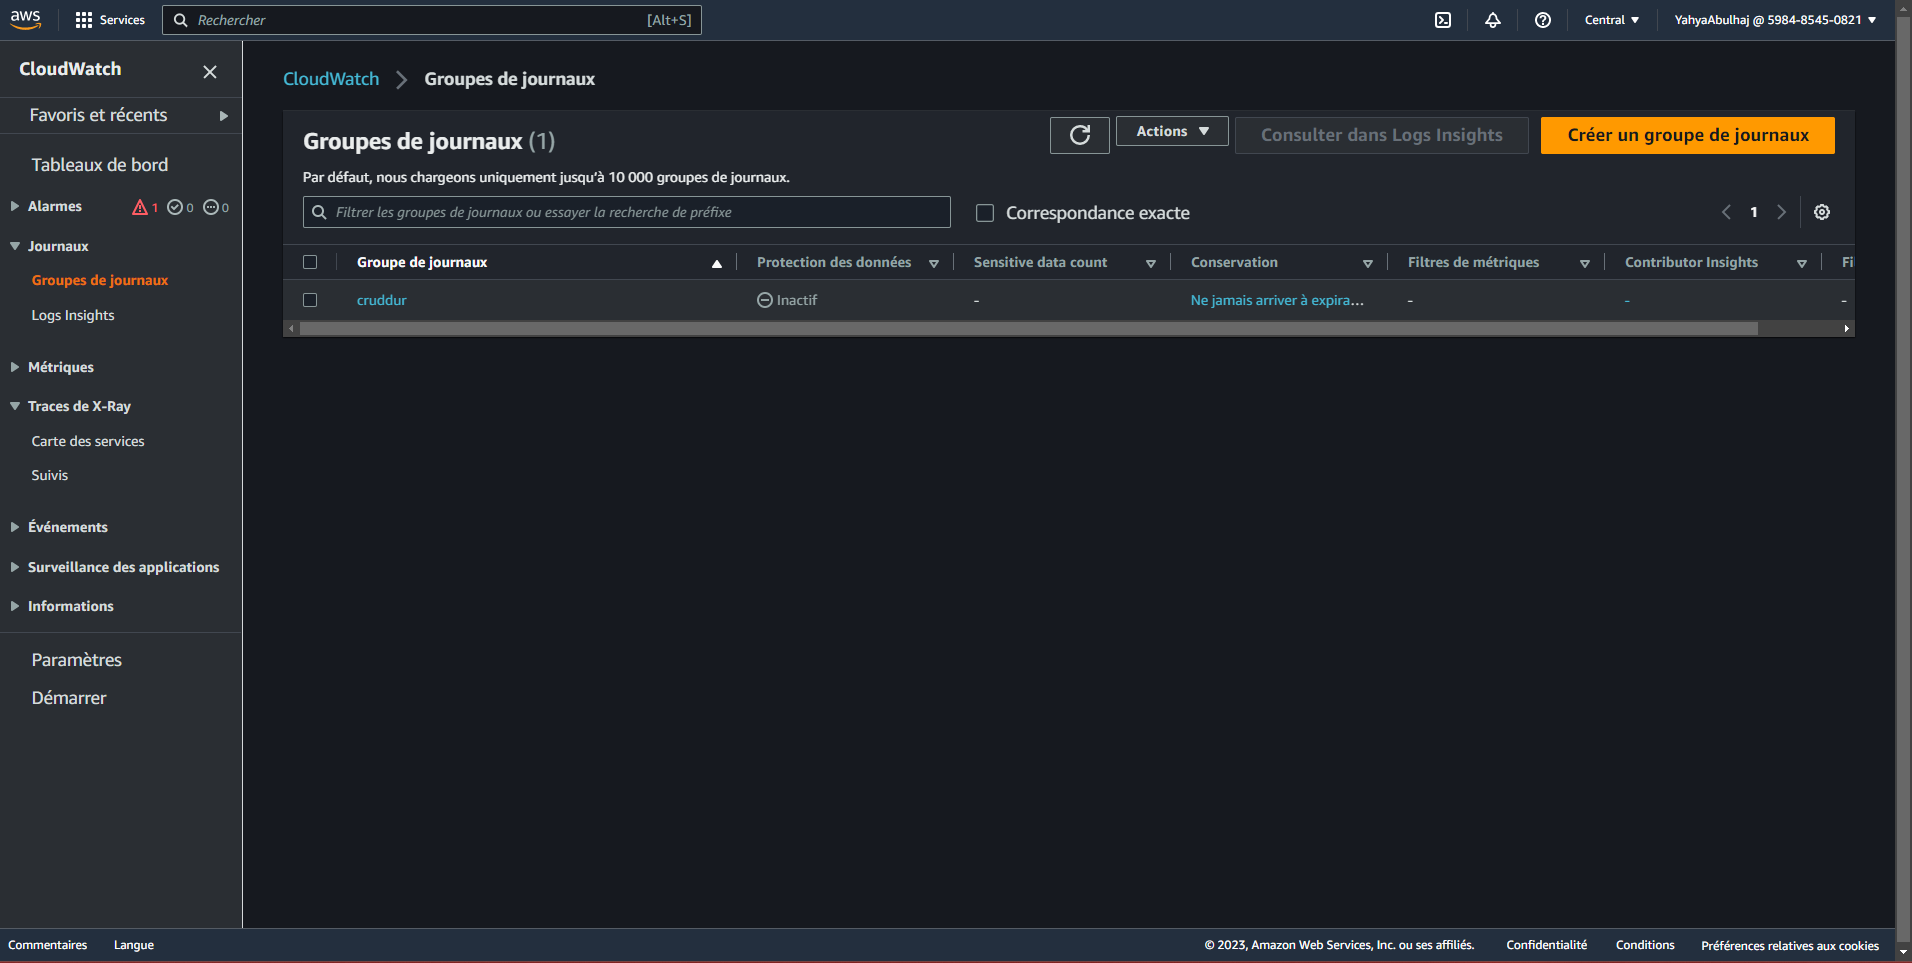 aws
Services
Rechercher
[Alt+S]
Central
YahyaAbulhaj @ 5984-8545-0821
CloudWatch
Favoris et récents
Tableaux de bord
Alarmes
1
0
0
Journaux
Groupes de journaux
Logs Insights
Métriques
Traces de X-Ray
Carte des services
Suivis
Événements
Surveillance des applications
Informations
Paramètres
Démarrer
CloudWatch
Groupes de journaux
Groupes de journaux (1)
Actions
Consulter dans Logs Insights
Créer un groupe de journaux
Par défaut, nous chargeons uniquement jusqu'à 10 000 groupes de journaux.
Filtrer les groupes de journaux ou essayer la recherche de préfixe
Correspondance exacte
1
Groupe de journaux
Protection des données
Sensitive data count
Conservation
Filtres de métriques
Contributor Insights
Fi
cruddur
Inactif
-
Ne jamais arriver à expira...
-
-
-
Commentaires
Langue
© 2023, Amazon Web Services, Inc. ou ses affiliés.
Confidentialité
Conditions
Préférences relatives aux cookies